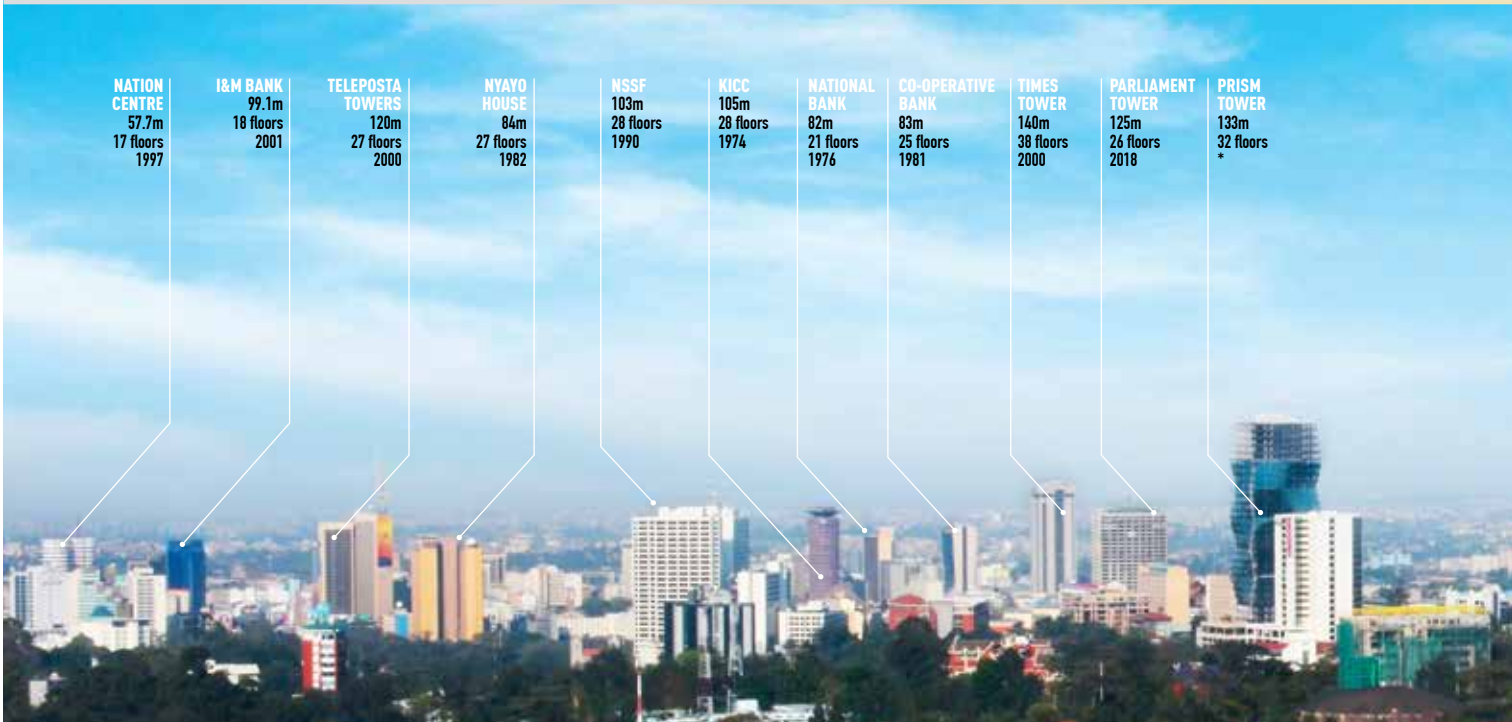 NATION
CENTRE
57.7m
17 floors
1997
I&M BANK
99.1m
18 floors
2001
TELEPOSTA
TOWERS
120m
27 floors
2000
NYAYO
HOUSE
84m
27 floors
1982
NSSF
103m
28 floors
1990
KICC
105m
28 floors
1974
NATIONAL
BANK
82m
21 floors
1976
CO-OPERATIVE
BANK
83m
25 floors
1981
TIMES
TOWER
140m
38 floors
2000
PARLIAMENT
TOWER
125m
26 floors
2018
PRISM
TOWER
133m
32 floors
*